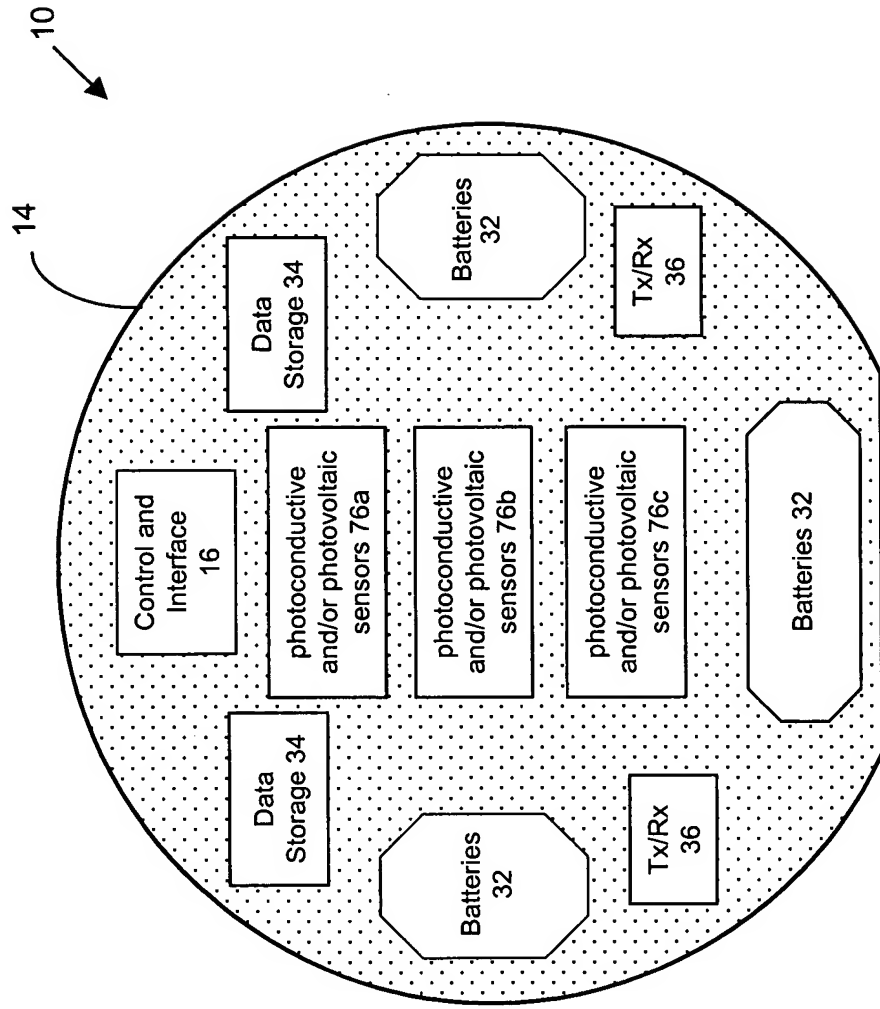 10
14
Control and
Interface
16
Data
Storage 34
Data
Storage 34
photoconductive
and/or photovoltaic
sensors 76a
Batteries
32
photoconductive
and/or photovoltaic
sensors 76b
Batteries
32
photoconductive
and/or photovoltaic
sensors 76c
Tx/Rx
36
Tx/Rx
36
Batteries 32